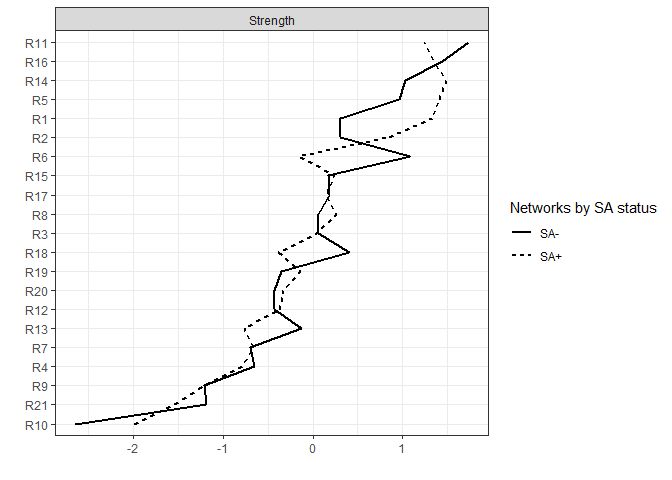 Strength
R11
R16
R14
R5
R1
R2
R6
R15
R17
R8
R3
R18
R19
R20
R12
R13
R7
R4
R9
R21
R10
-2 -1 0 1
Networks by SA status
SA-
SA+